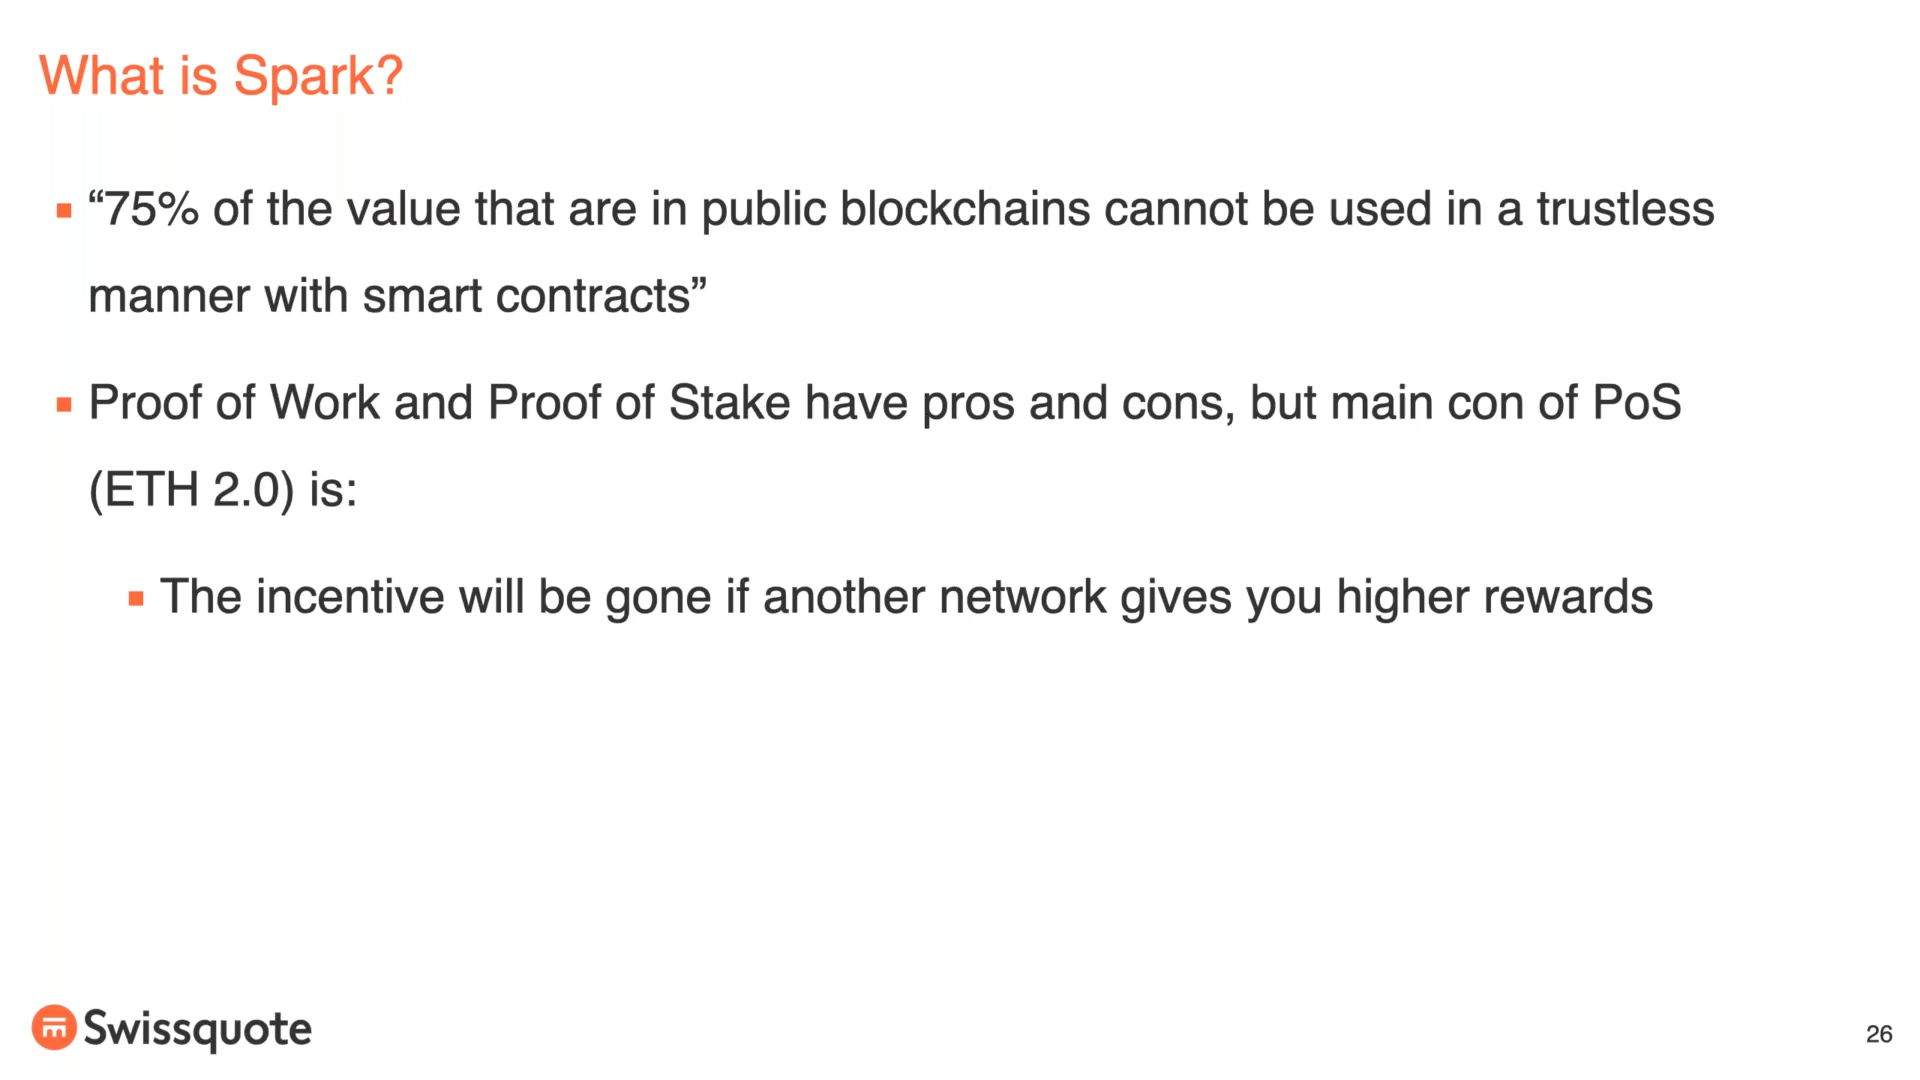 What is Spark?
“75% of the value that are in public blockchains cannot be used in a trustless
manner with smart contracts”
Proof of Work and Proof of Stake have pros and cons, but main con of PoS
(ETH 2.0) is:
The incentive will be gone if another network gives you higher rewards
Swissquote
26